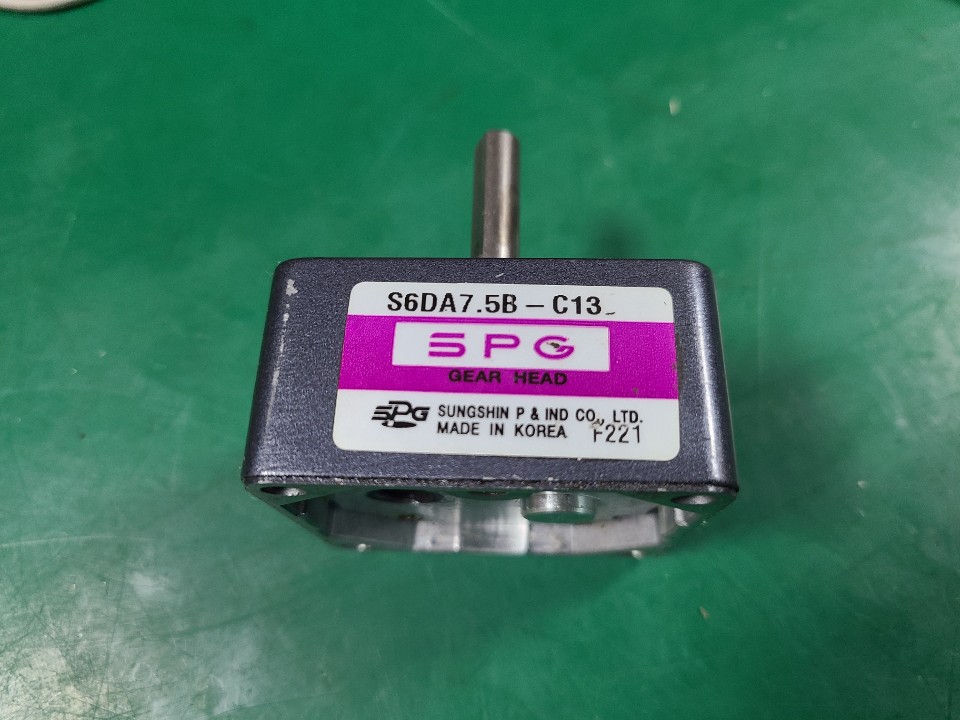 S6DA7.5B – C13
SPG
GEAR HEAD
SPG SUNGSHIN P & IND CO., LTD.
MADE IN KOREA F221